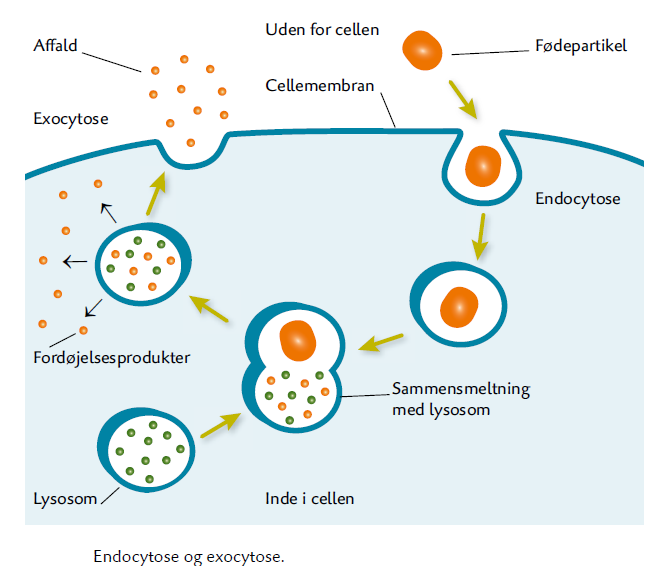 Uden for cellen
Affald
Fødepartikel
Cellemembran
Exocytose
Endocytose
Fordøjelsesprodukter
Sammensmeltning
med lysosom
Lysosom
Inde i cellen
Endocytose og exocytose.